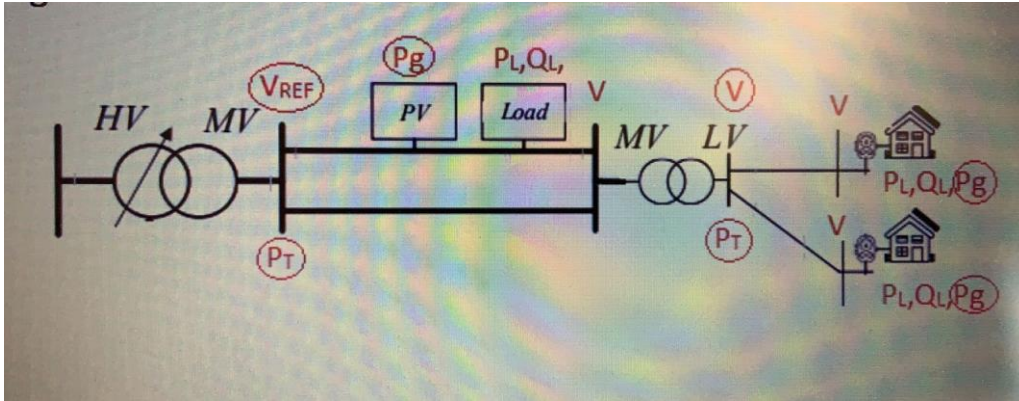 Pg
PL,QL,
VREF
V
V
V
HV
MV
PV
Load
MV
LV
PL,QL,Pg
PT
PT
V
PL,QL,Pg